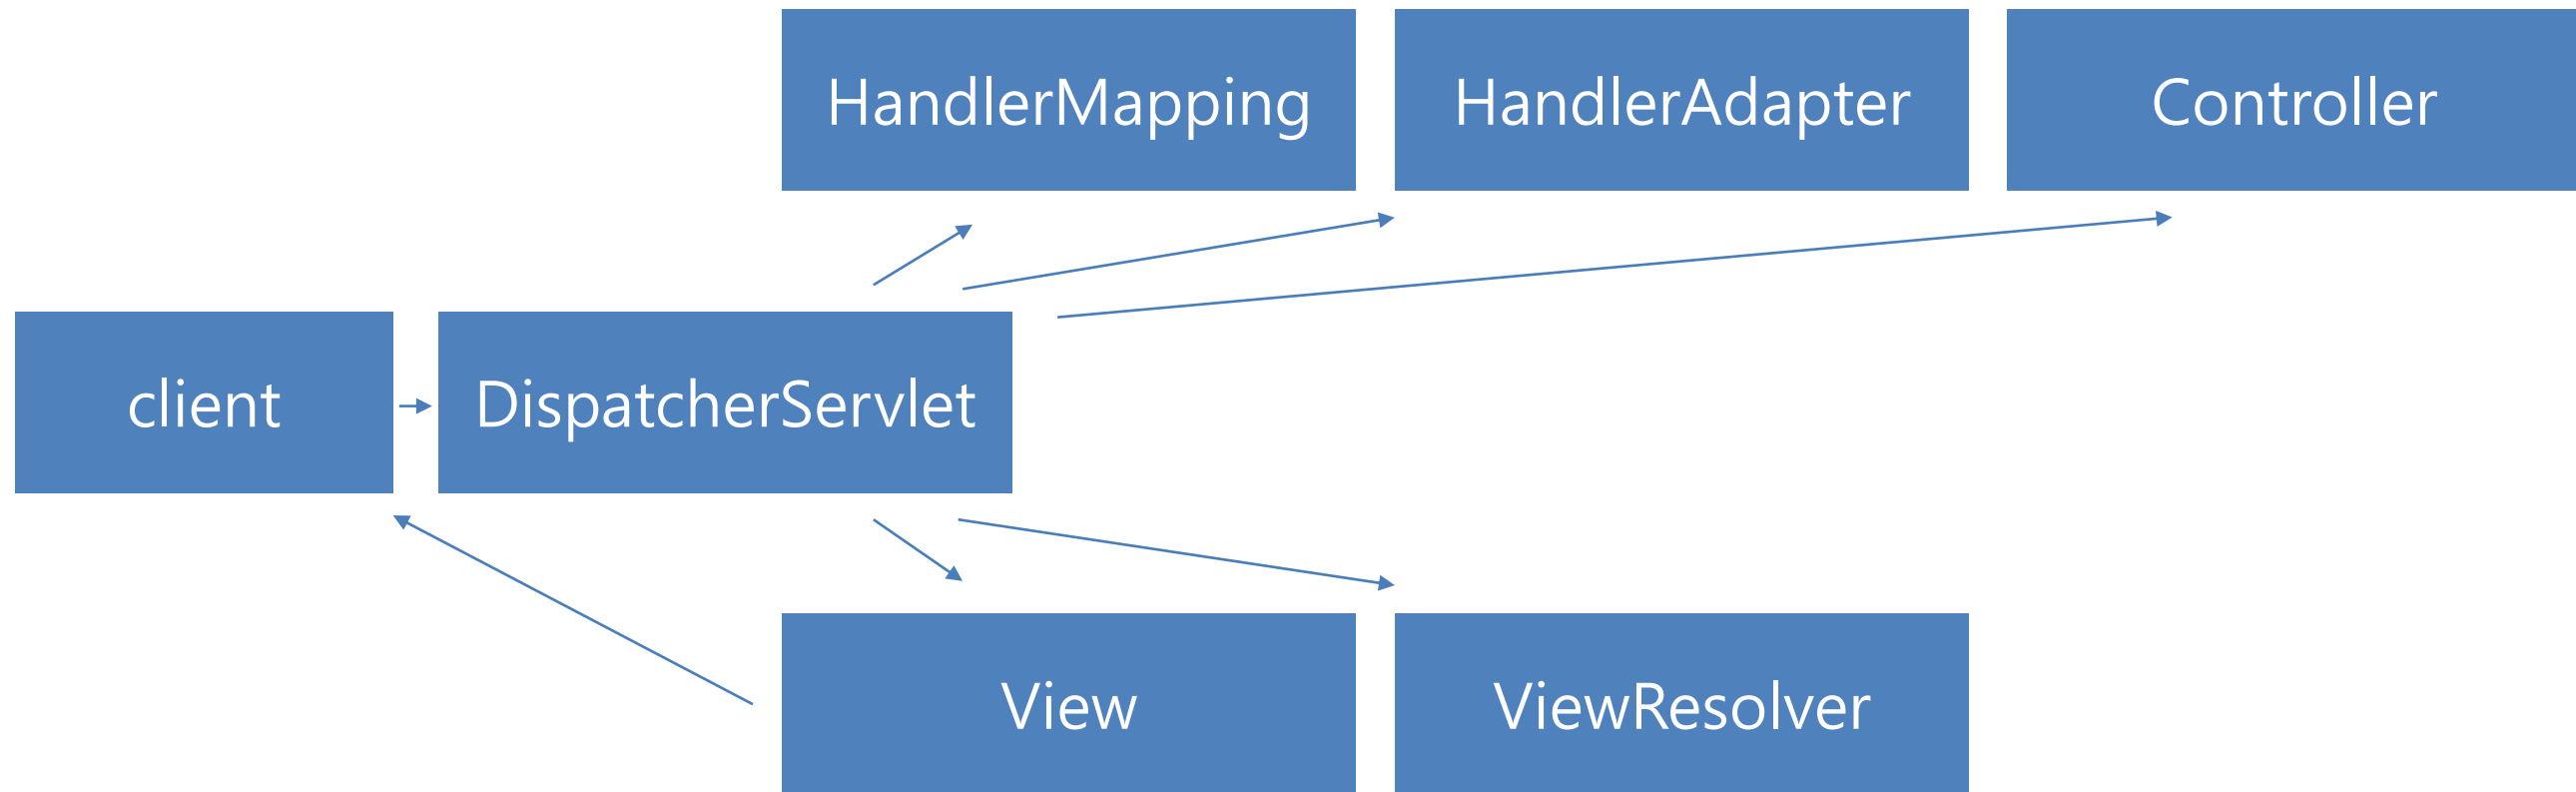 HandlerMapping
HandlerAdapter
Controller
client
DispatcherServlet
View
ViewResolver